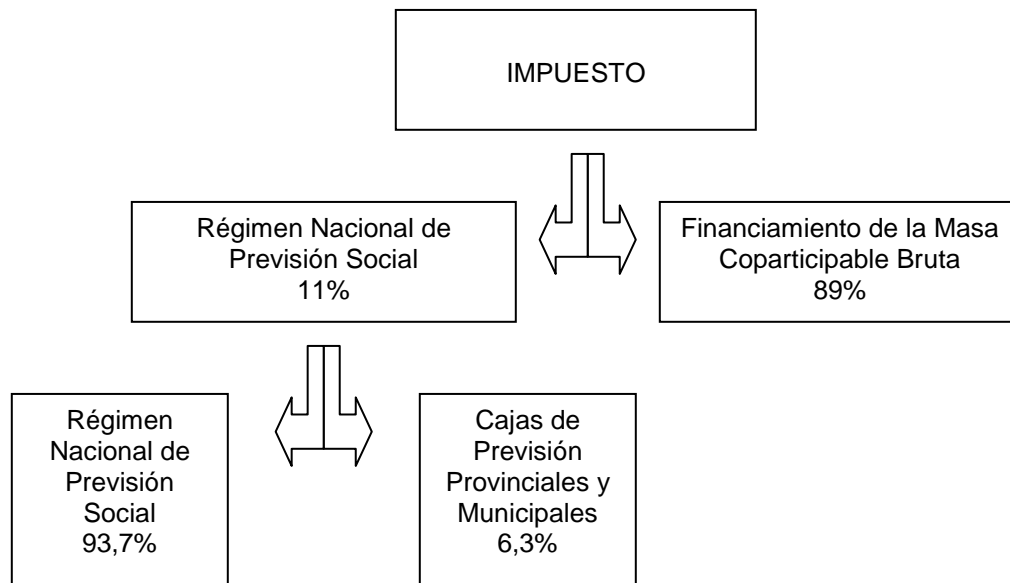 IMPUESTO
Régimen Nacional de
Previsión Social
11%
Financiamiento de la Masa
Coparticipable Bruta
89%
Régimen
Nacional de
Previsión
Social
93,7%
Cajas de
Previsión
Provinciales y
Municipales
6,3%